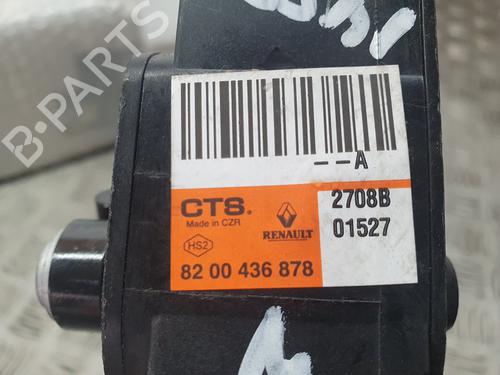 B-PARTS
--A
CTS.
Made in CZR
RENAULT
HS2
2708B
01527
82 00 436 878